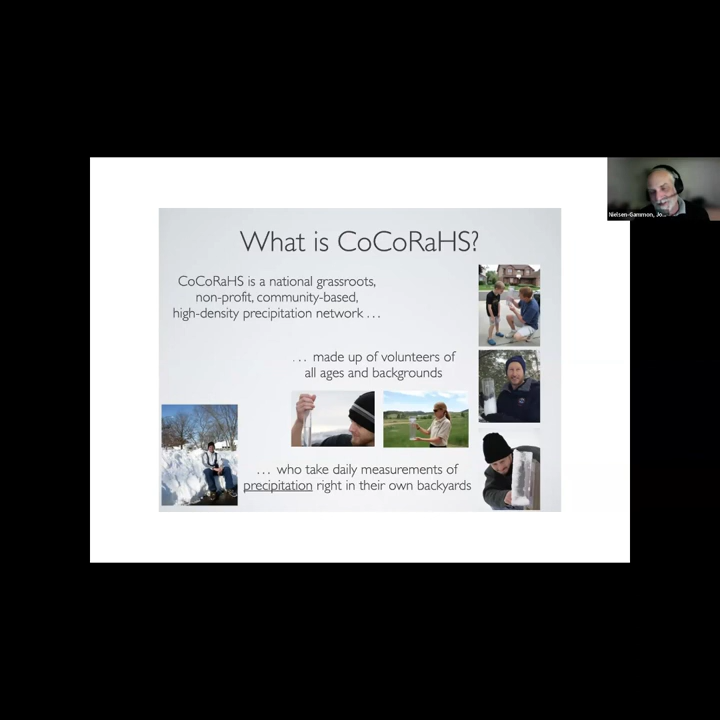 What is CoCoRaHS?
CoCoRaHS is a national grassroots,
non-profit, community-based,
high-density precipitation network . . .
. . . made up of volunteers of
all ages and backgrounds
. . . who take daily measurements of
precipitation right in their own backyards
Nielsen-Gammon, Jo...